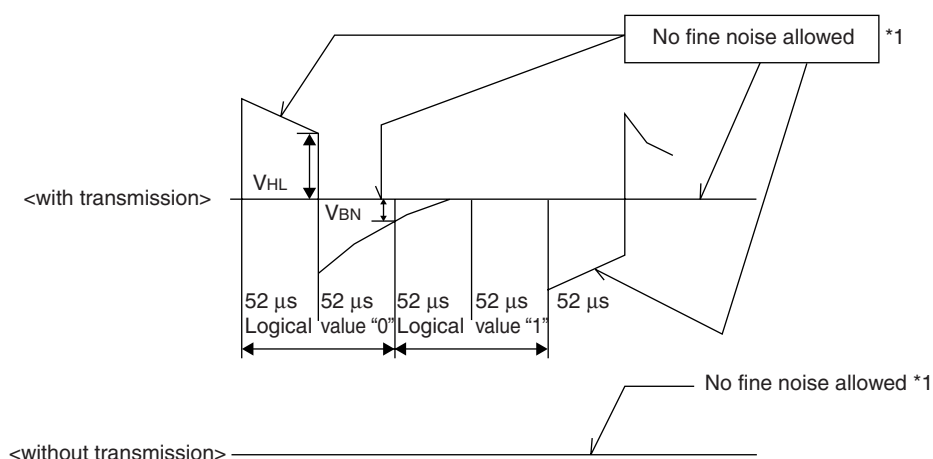 No fine noise allowed *1
VHL
<with transmission>
VBN
52 µs 52 µs 52 µs 52 µs 52 µs
Logical value “0” Logical value “1”
No fine noise allowed *1
<without transmission>